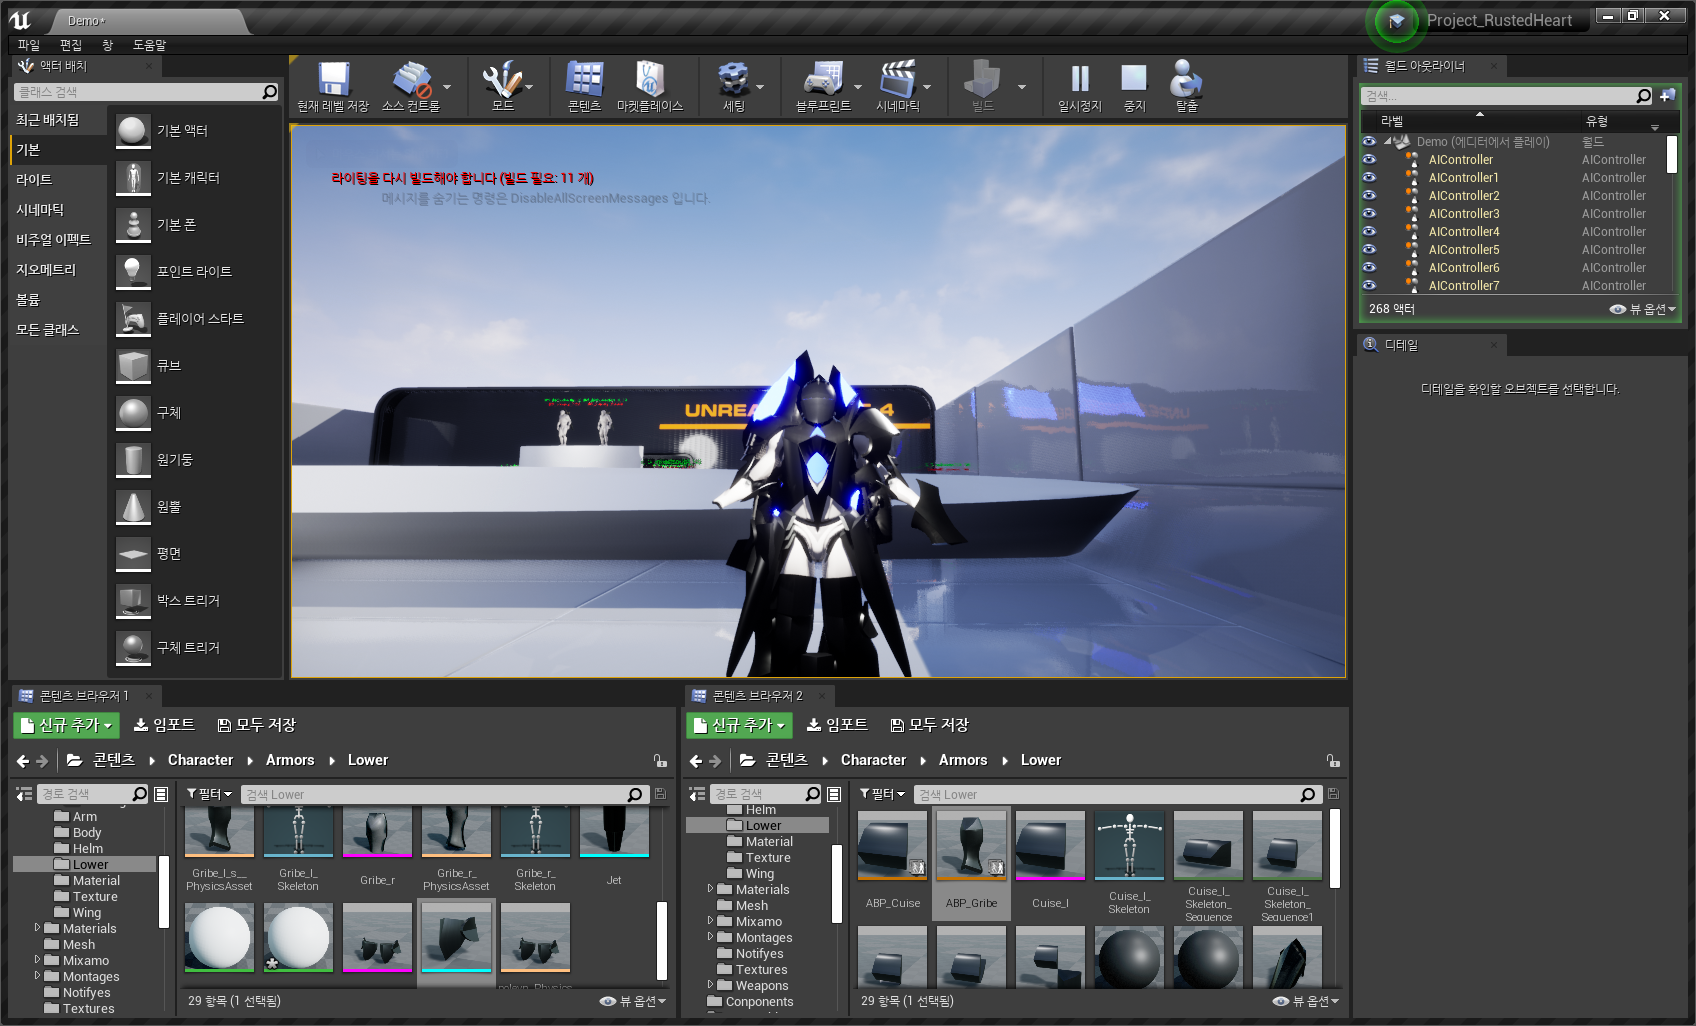 Demo*
Project_RustedHeart
파일 편집 창 도움말
액터 배치
클래스 검색
최근 배치됨
기본
라이트
시네마틱
비주얼 이펙트
지오메트리
볼륨
모든 클래스
기본 액터
기본 캐릭터
기본 폰
포인트 라이트
플레이어 스타트
큐브
구체
원기둥
원뿔
평면
박스 트리거
구체 트리거
현재 레벨 저장 소스 컨트롤 모드 콘텐츠 마켓플레이스 세팅 블루프린트 시네마틱 빌드 일시정지 중지 탈출
라이팅을 다시 빌드해야 합니다 (빌드 필요: 11 개)
메시지를 숨기는 명령은 DisableAllScreenMessages 입니다.
월드 아웃라이너
검색...
라벨 유형
Demo (에디터에서 플레이) 월드
AIController AIController
AIController1 AIController
AIController2 AIController
AIController3 AIController
AIController4 AIController
AIController5 AIController
AIController6 AIController
AIController7 AIController
268 액터 뷰 옵션
디테일
디테일을 확인할 오브젝트를 선택합니다.
콘텐츠 브라우저 1
신규 추가 임포트 모두 저장
콘텐츠 Character Armors Lower
경로 검색
필터 검색 Lower
Arm
Body
Helm
Lower
Material
Texture
Wing
Materials
Mesh
Mixamo
Montages
Notifyes
Textures
Gribe_l_s__
PhysicsAsset
Gribe_l_
Skeleton
Gribe_r
Gribe_r_
PhysicsAsset
Gribe_r_
Skeleton
Jet
29 항목 (1 선택됨) 뷰 옵션
콘텐츠 브라우저 2
신규 추가 임포트 모두 저장
콘텐츠 Character Armors Lower
경로 검색
필터 검색 Lower
Helm
Lower
Material
Texture
Wing
Materials
Mesh
Mixamo
Montages
Notifyes
Textures
Weapons
Conponents
ABP_Cuise
ABP_Gribe
Cuise_l
Cuise_l_
Skeleton
Cuise_l_
Skeleton_
Sequence
Cuise_l_
Skeleton_
Sequence1
29 항목 (1 선택됨) 뷰 옵션